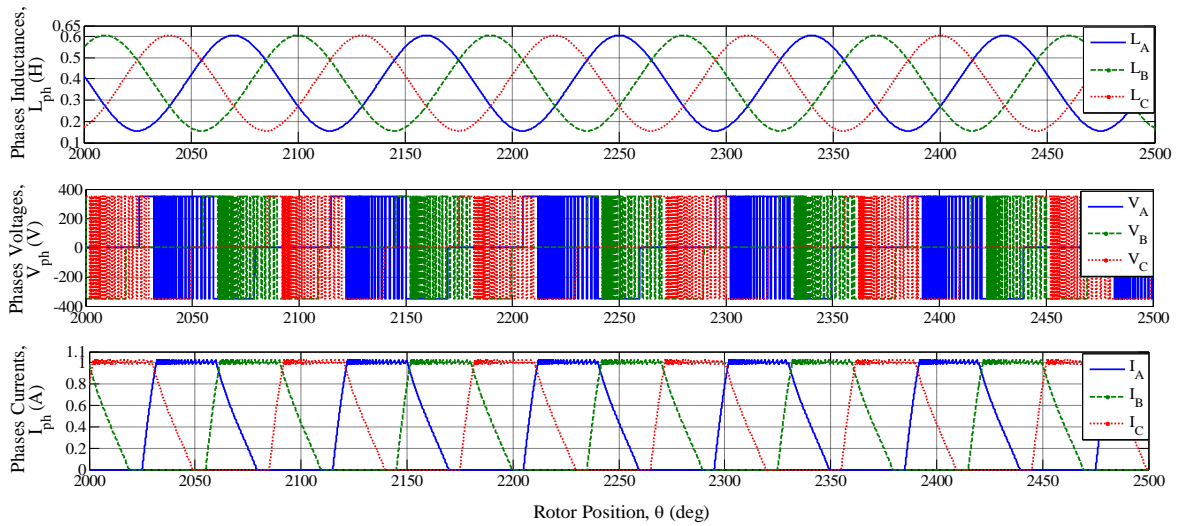 Phases Inductances,
L_ph (H)
0.65
0.6
0.5
0.4
0.3
0.2
0.1
2000 2050 2100 2150 2200 2250 2300 2350 2400 2450 2500
L_A
L_B
L_C
Phases Voltages,
V_ph (V)
400
200
0
-200
-400
2000 2050 2100 2150 2200 2250 2300 2350 2400 2450 2500
V_A
V_B
V_C
Phases Currents,
I_ph (A)
1.1
1
0.8
0.6
0.4
0.2
0
2000 2050 2100 2150 2200 2250 2300 2350 2400 2450 2500
I_A
I_B
I_C
Rotor Position, θ (deg)